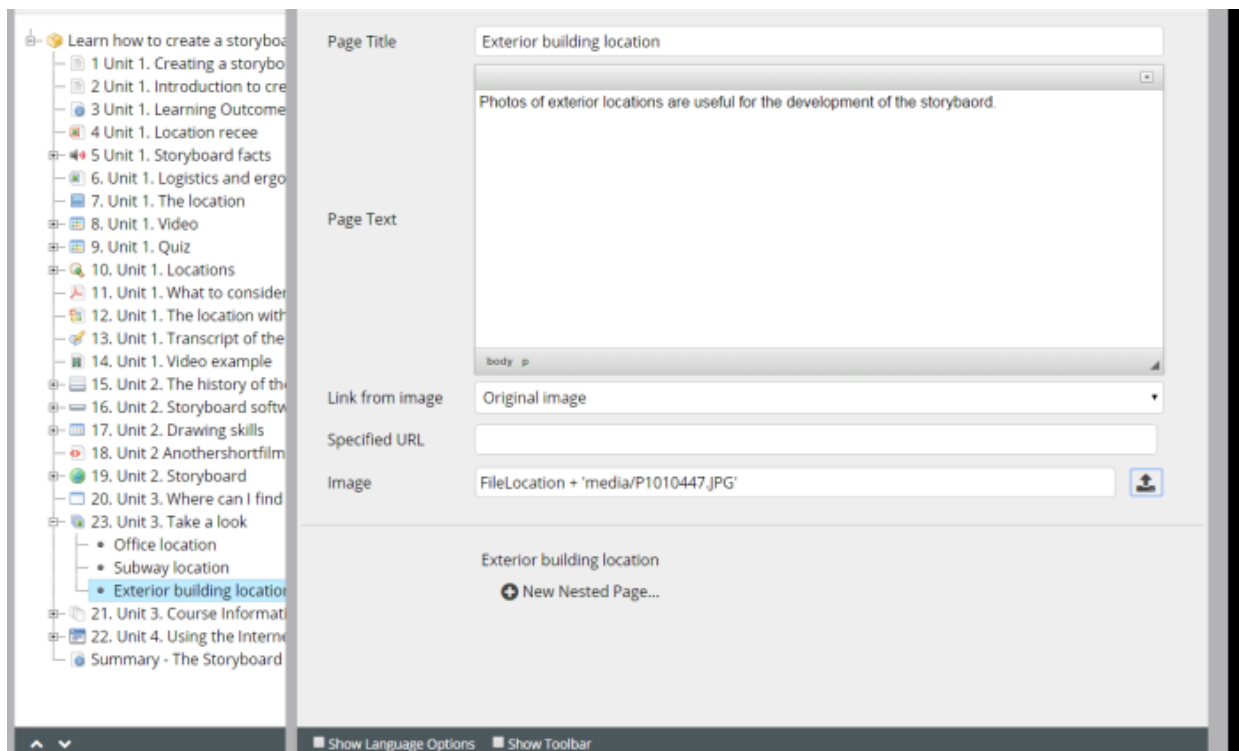 Learn how to create a storyboa
1 Unit 1. Creating a storybo
2 Unit 1. Introduction to cre
3 Unit 1. Learning Outcome
4 Unit 1. Location recee
5 Unit 1. Storyboard facts
6. Unit 1. Logistics and ergo
7. Unit 1. The location
8. Unit 1. Video
9. Unit 1. Quiz
10. Unit 1. Locations
11. Unit 1. What to consider
12. Unit 1. The location with
13. Unit 1. Transcript of the
14. Unit 1. Video example
15. Unit 2. The history of the
16. Unit 2. Storyboard softw
17. Unit 2. Drawing skills
18. Unit 2 Anothershortfilm
19. Unit 2. Storyboard
20. Unit 3. Where can I find
23. Unit 3. Take a look
Office location
Subway location
Exterior building location
21. Unit 3. Course Informati
22. Unit 4. Using the Interne
Summary - The Storyboard
Page Title
Exterior building location
Photos of exterior locations are useful for the development of the storybaord.
Page Text
body p
Link from image
Original image
Specified URL
Image
FileLocation + 'media/P1010447.JPG'
Exterior building location
New Nested Page...
Show Language Options Show Toolbar